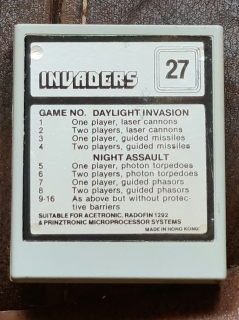 INVADERS 27
GAME NO. DAYLIGHT INVASION
1 One player, laser cannons
2 Two players, laser cannons
3 One player, guided missiles
4 Two players, guided missiles
NIGHT ASSAULT
5 One player, photon torpedoes
6 Two players, photon torpedoes
7 One player, guided phasors
8 Two players, guided phasors
9-16 As above but without protec-
tive barriers
SUITABLE FOR ACETRONIC, RADOFIN 1292
& PRINZTRONIC MICROPROCESSOR SYSTEMS
MADE IN HONG KONG